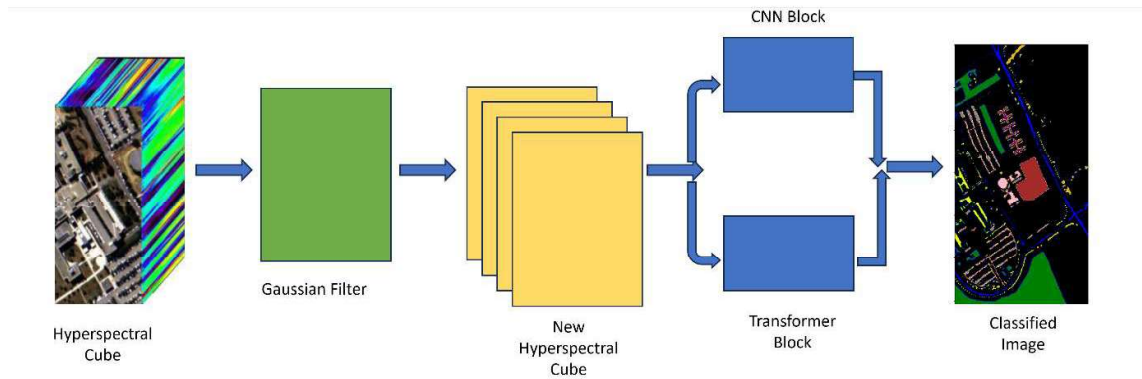 CNN Block
Gaussian Filter
Hyperspectral
Cube
New
Hyperspectral
Cube
Transformer
Block
Classified
Image